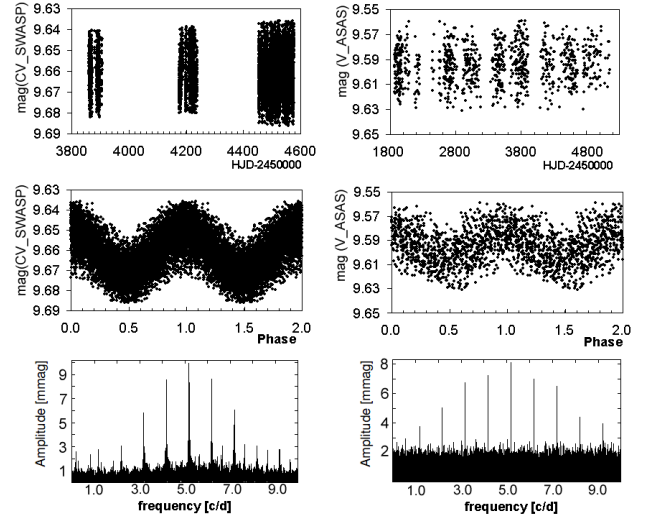 9.63 9.64 9.66 9.67 9.68 9.69
mag(CV_SWASP)
3800 4000 4200 4400 4600
HJD-2450000
9.55 9.57 9.59 9.61 9.63 9.65
mag (V_ASAS)
1800 2800 3800 4800
HJD-2450000
9.63 9.64 9.66 9.67 9.68 9.69
mag(CV_SWASP)
0.0 0.5 1.0 1.5 2.0
Phase
9.55 9.57 9.59 9.61 9.63 9.65
mag (V_ASAS)
0.0 0.5 1.0 1.5 2.0
Phase
9 7 5 3 1
Amplitude [mmag]
1.0 3.0 5.0 7.0 9.0
frequency [c/d]
8 6 4 2
Amplitude [mmag]
1.0 3.0 5.0 7.0 9.0
frequency [c/d]